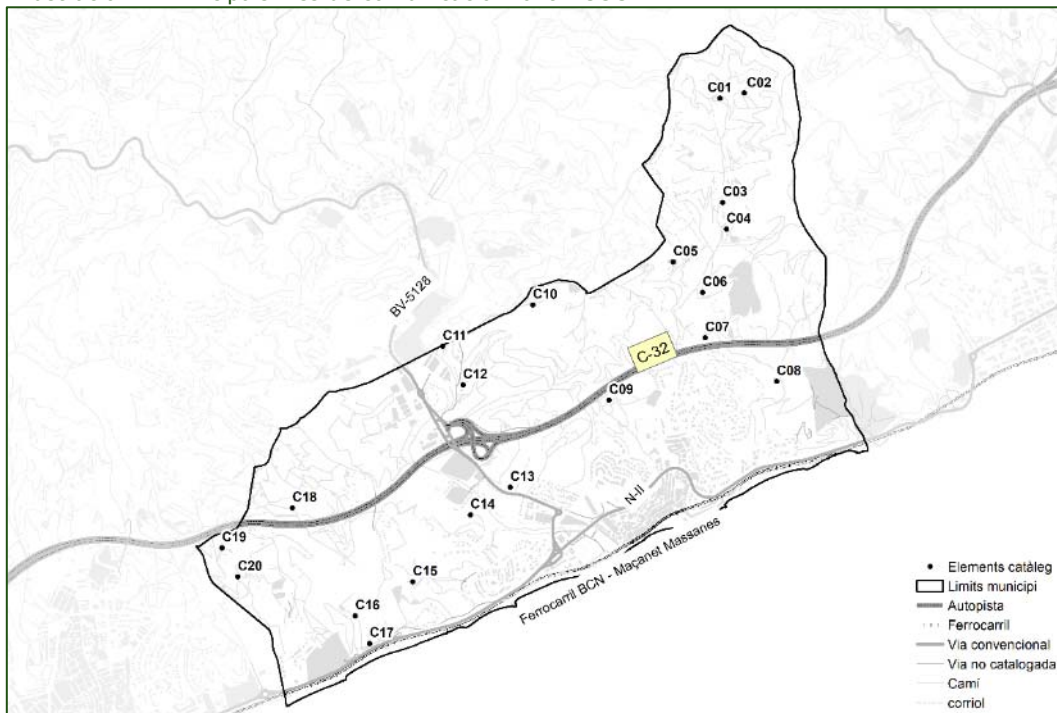 C01
C02
C03
C04
C05
C06
C10
BV-5128
C07
C11
C-32
C08
C12
C09
C13
N-II
C18
C14
Ferrocarril BCN - Maçanet Massanes
C19
C20
C15
C16
C17
Elements catàleg
Límits municipi
Autopista
Ferrocarril
Via convencional
Via no catalogada
Camí
corriol